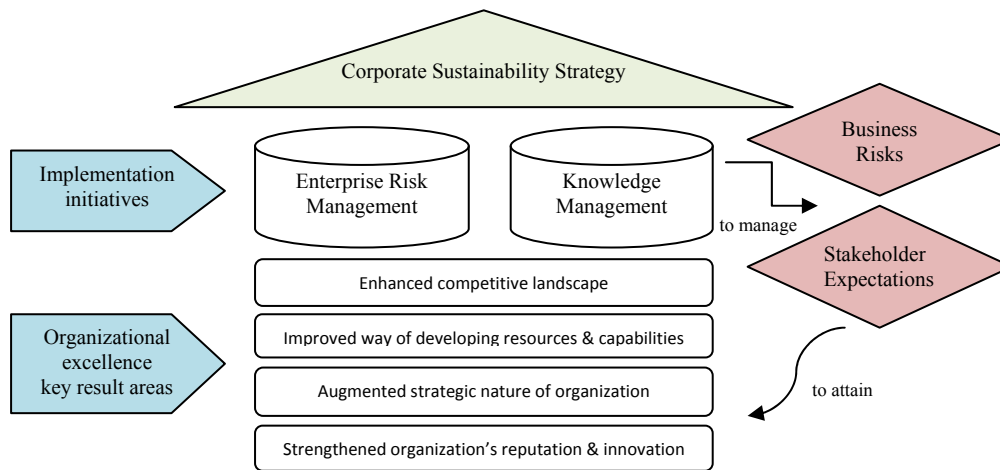 Corporate Sustainability Strategy
Business
Risks
Implementation
initiatives
Enterprise Risk
Management
Knowledge
Management
to manage
Stakeholder
Expectations
Enhanced competitive landscape
Organizational
excellence
key result areas
Improved way of developing resources & capabilities
Augmented strategic nature of organization
to attain
Strengthened organization's reputation & innovation